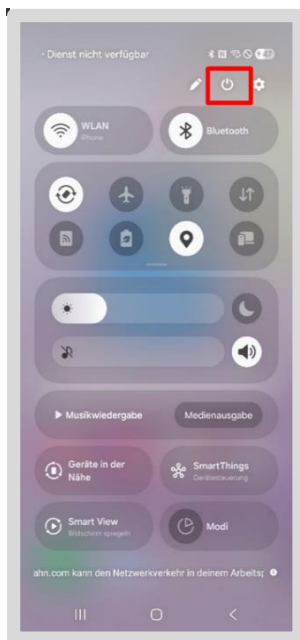 Dienst nicht verfügbar
WLAN
iPhone
Bluetooth
Musikwiedergabe
Medienausgabe
Geräte in der
Nähe
SmartThings
Gerätesteuerung
Smart View
Bildschirm spiegeln
Modi
ahn.com kann den Netzwerkverkehr in deinem Arbeitsp